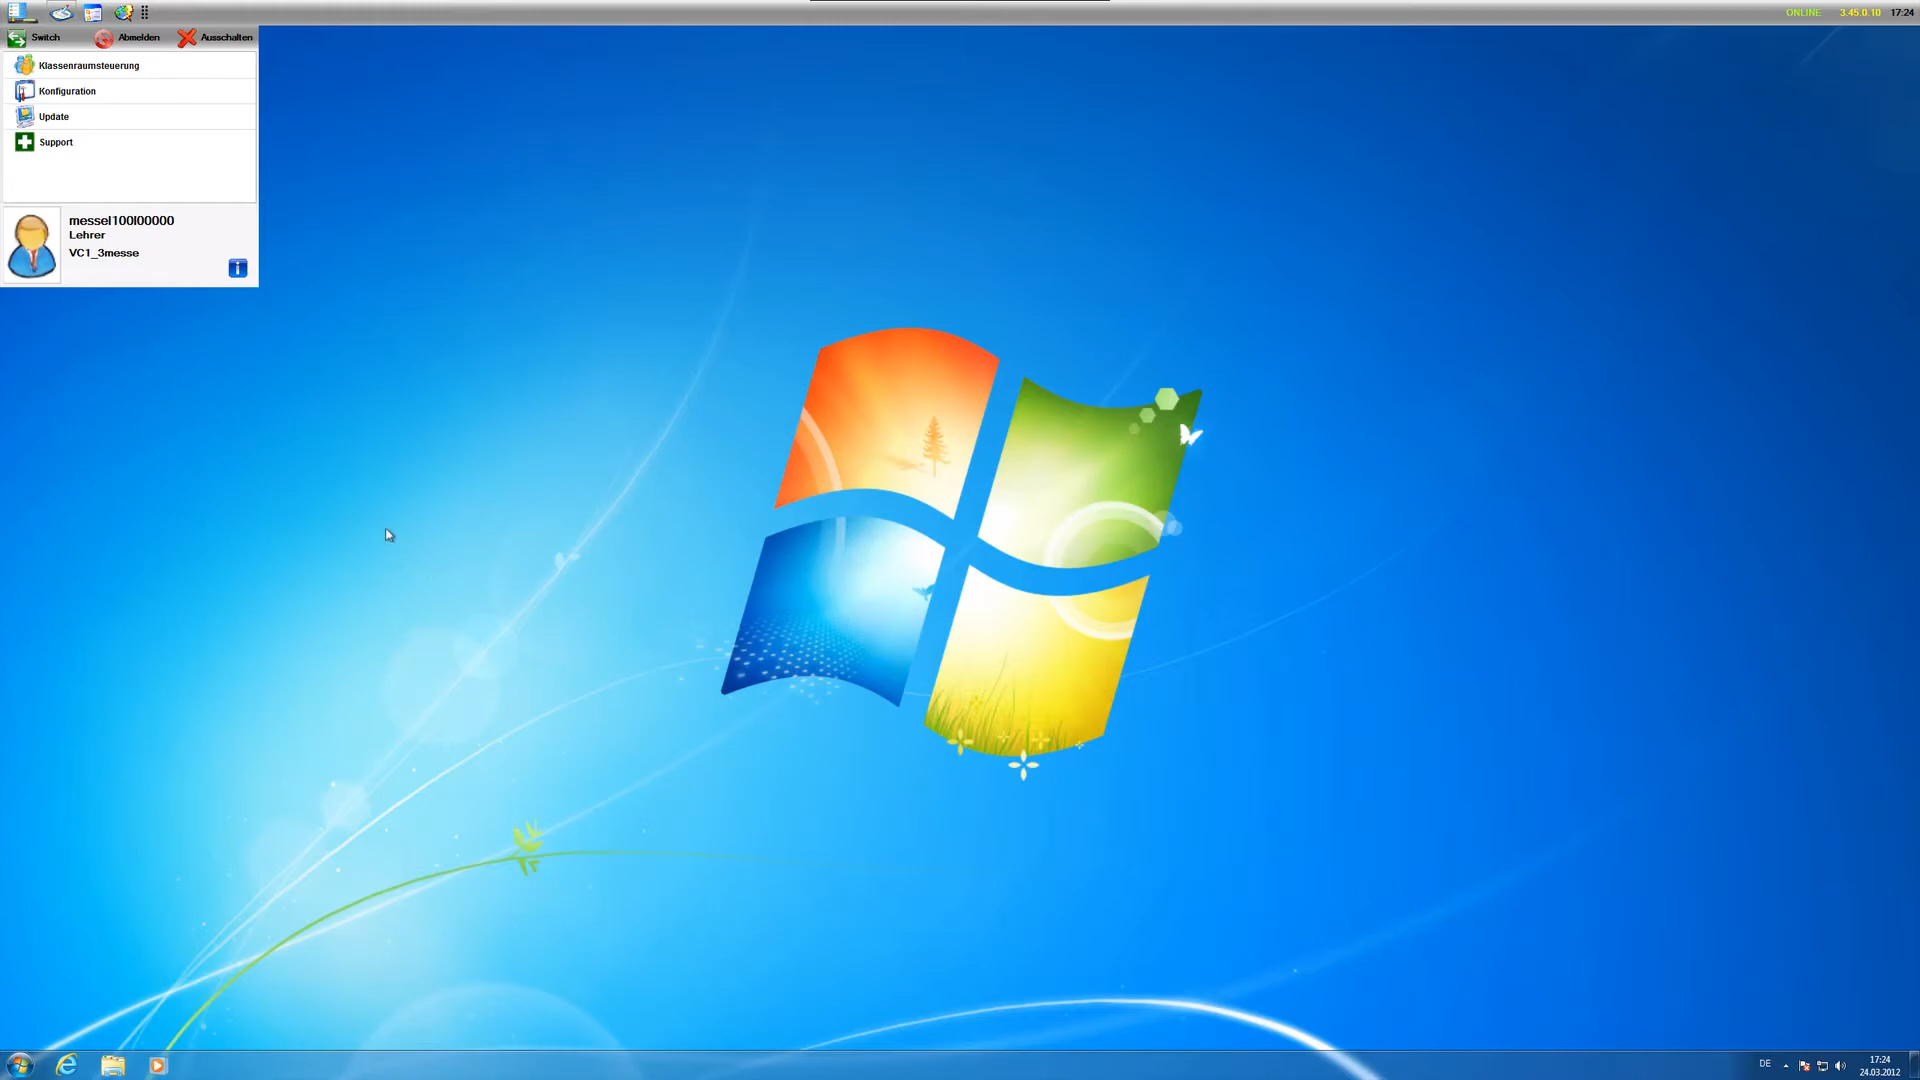 ONLINE 3.45.0.10 17:24
Switch Abmelden Ausschalten
Klassenraumsteuerung
Konfiguration
Update
Support
messel100l00000
Lehrer
VC1_3messe
DE
17:24
24.03.2012